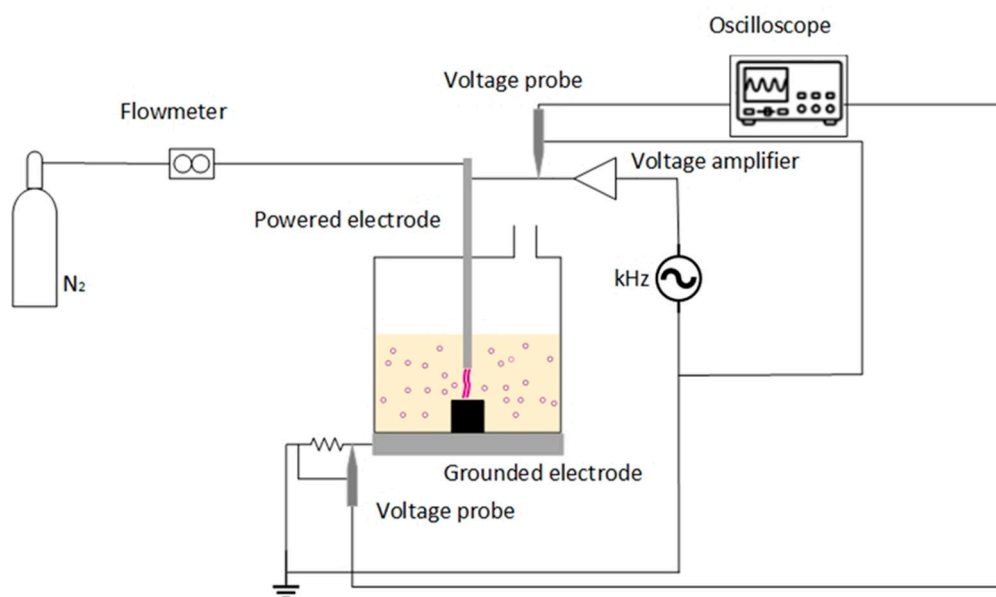 Oscilloscope
Voltage probe
Flowmeter
Voltage amplifier
Powered electrode
kHz
N₂
Grounded electrode
Voltage probe